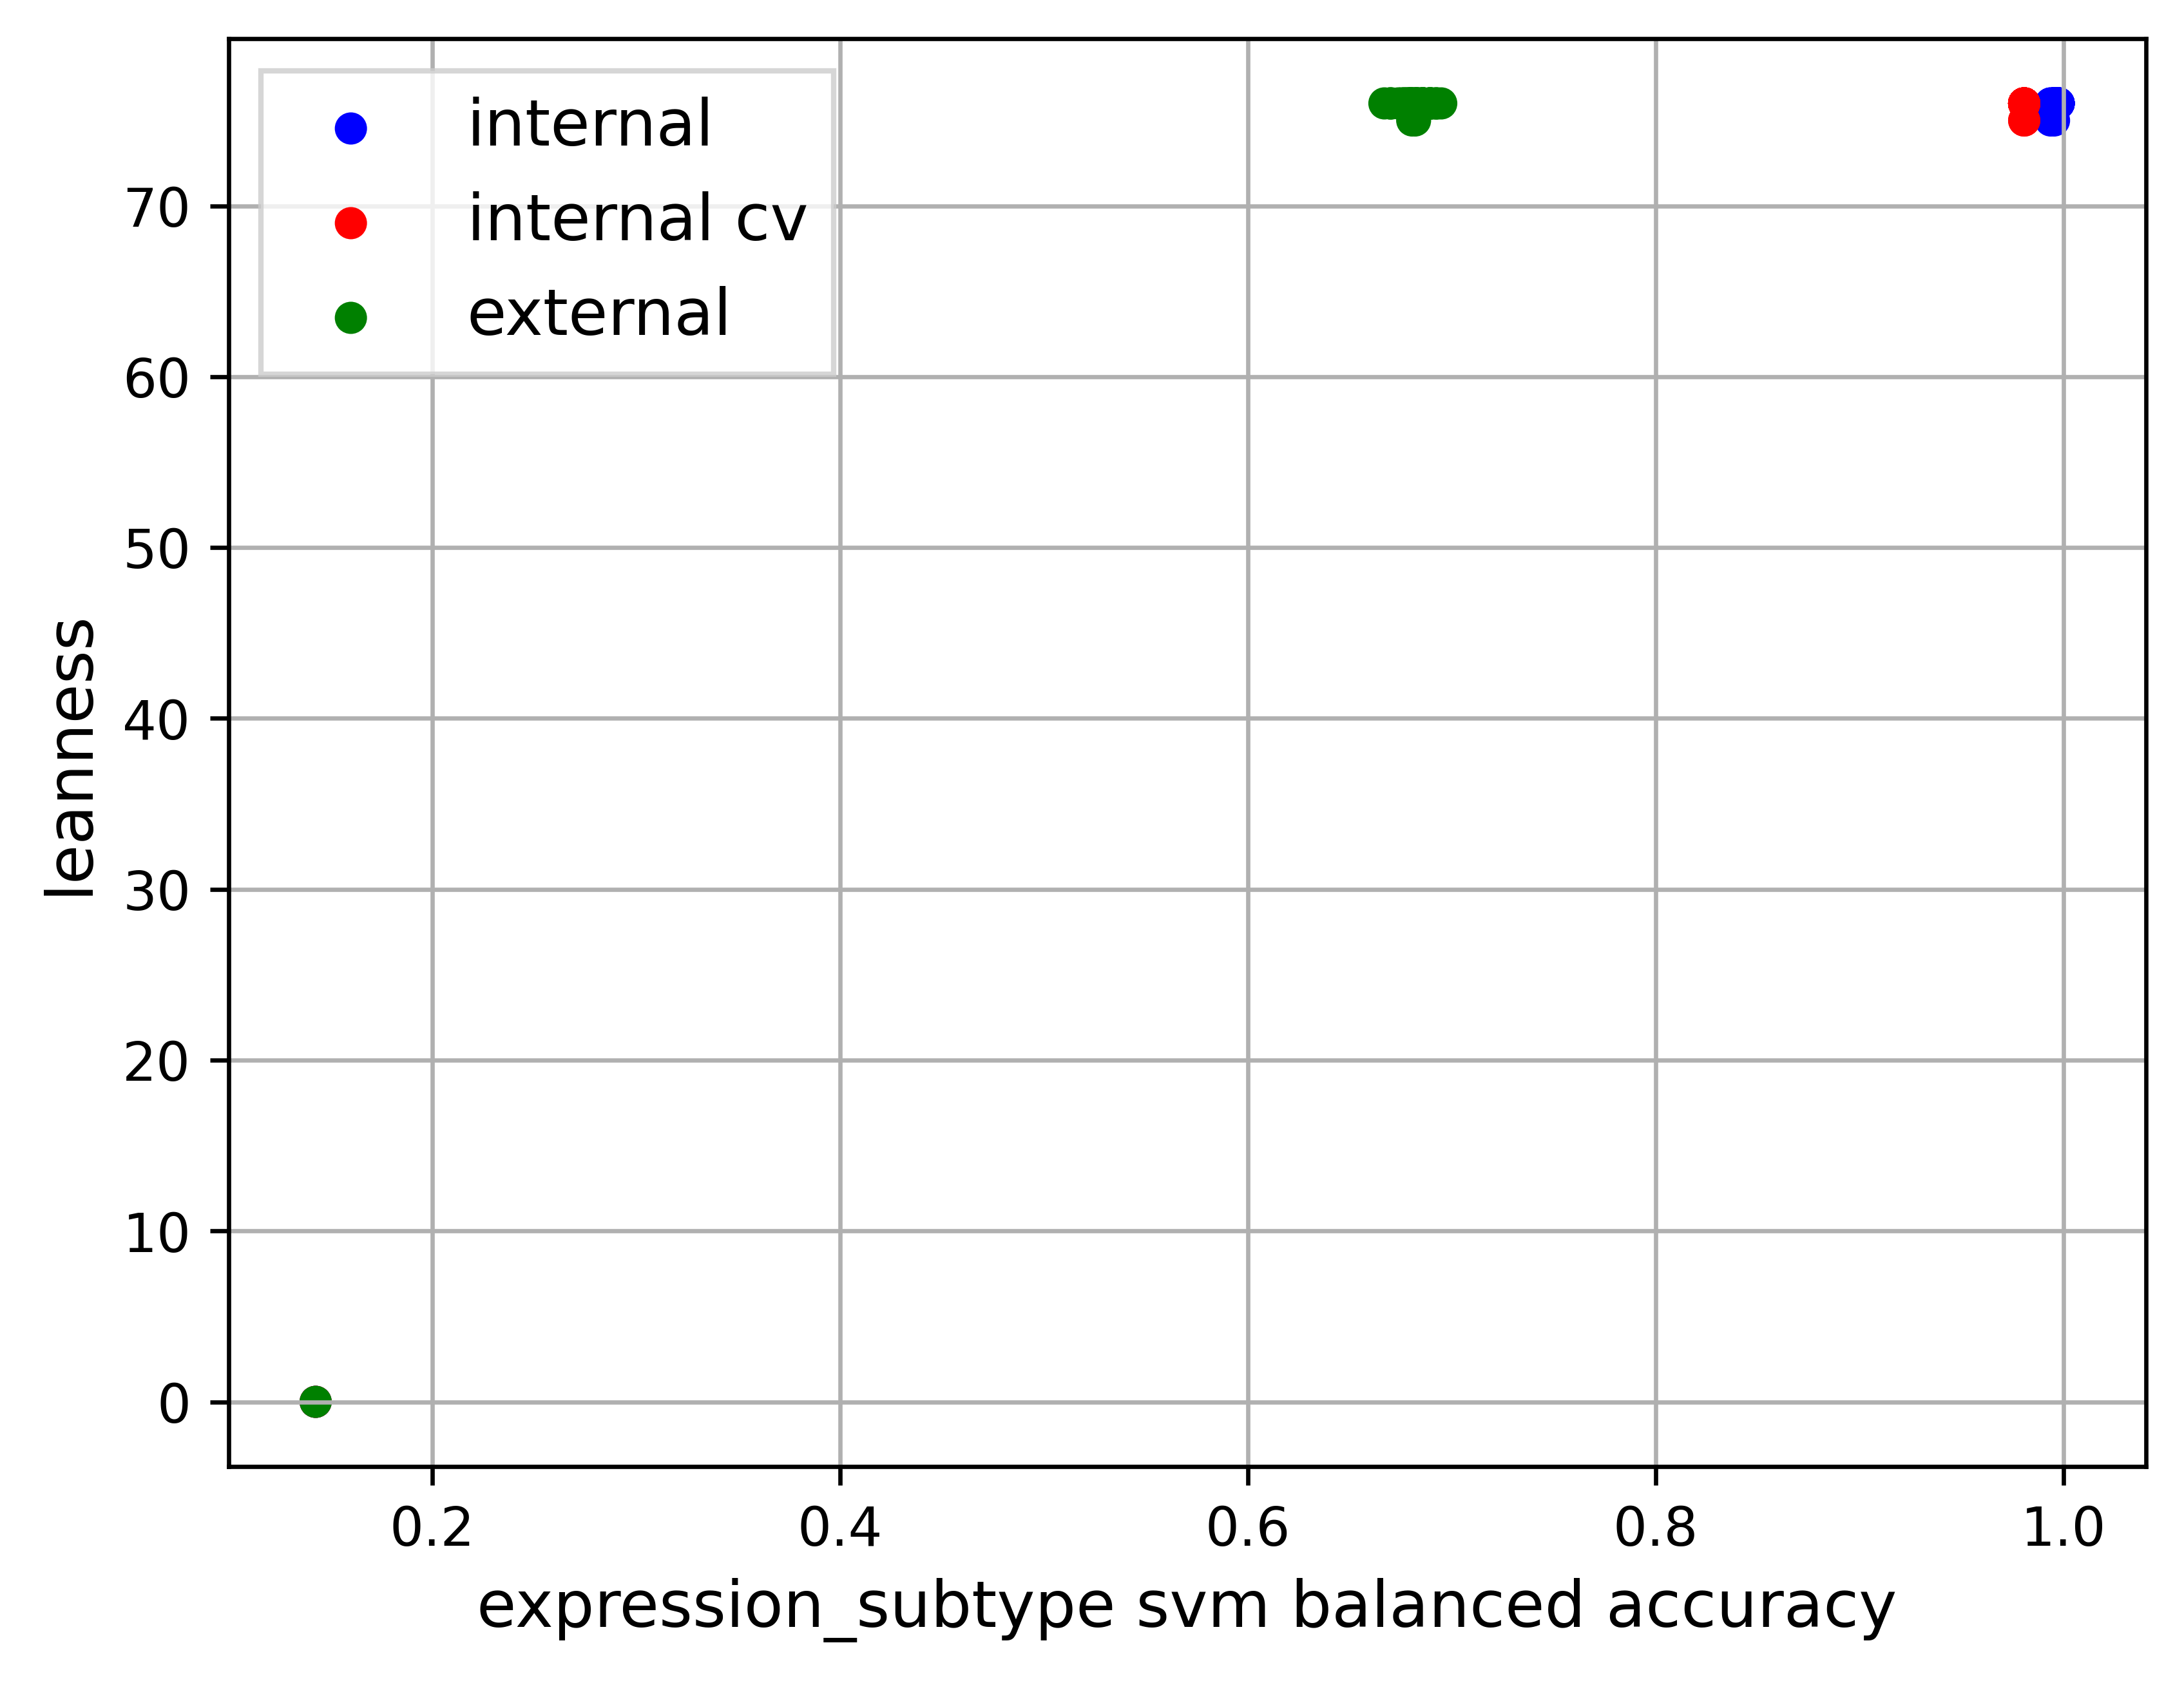 internal
internal cv
external
70
60
50
40
30
20
10
0
leanness
0.2 0.4 0.6 0.8 1.0
expression_subtype svm balanced accuracy